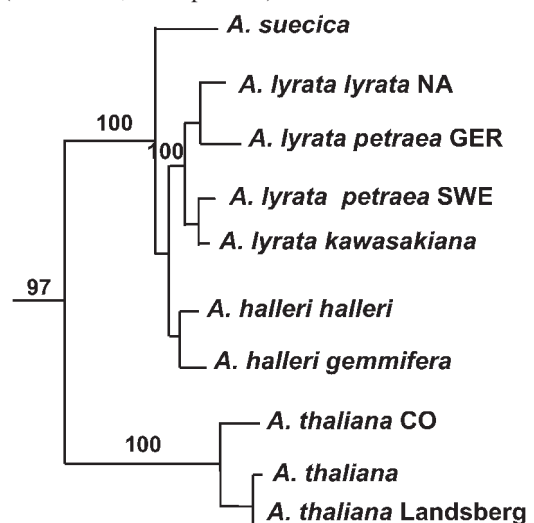 A. suecica
A. lyrata lyrata NA
100
100
A. lyrata petraea GER
A. lyrata petraea SWE
A. lyrata kawasakiana
97
A. halleri halleri
A. halleri gemmifera
A. thaliana CO
100
A. thaliana
A. thaliana Landsberg